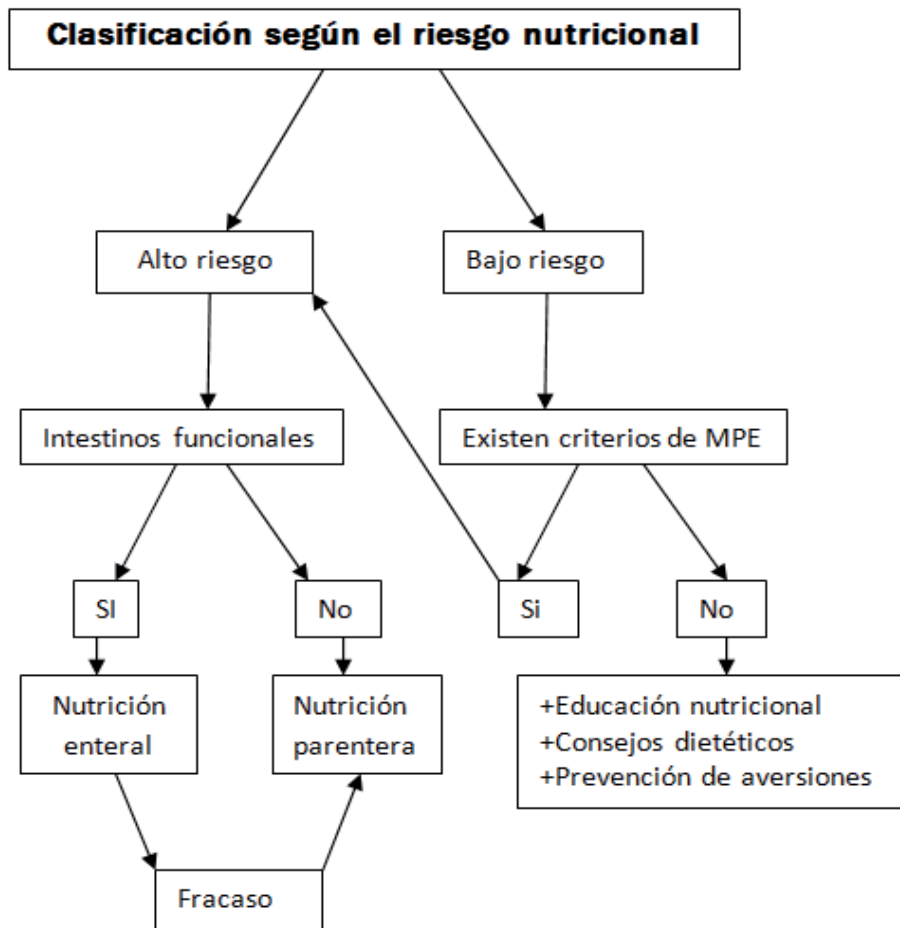 Clasificación según el riesgo nutricional
Alto riesgo
Bajo riesgo
Intestinos funcionales
Existen criterios de MPE
SI
No
Si
No
Nutrición
enteral
Nutrición
parentera
+Educación nutricional
+Consejos dietéticos
+Prevención de aversiones
Fracaso